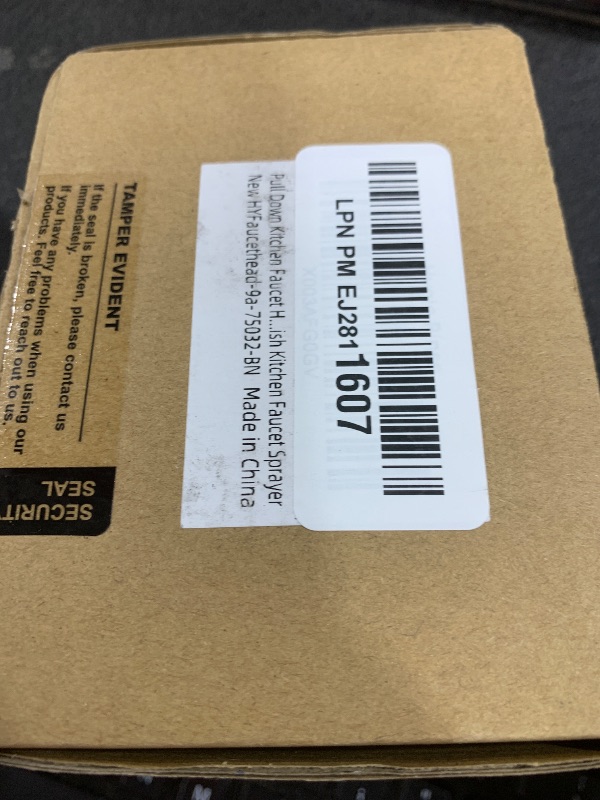 LPN PM EJ2811607
Pull Down Kitchen Faucet H...ish Kitchen Faucet Sprayer
New HYFaucethead-9a-75032-BN Made in China
TAMPER EVIDENT
If the seal is broken, please contact us
immediately.
If you have any problems when using our
products. Feel free to reach out to us.
SECURITY
SEAL